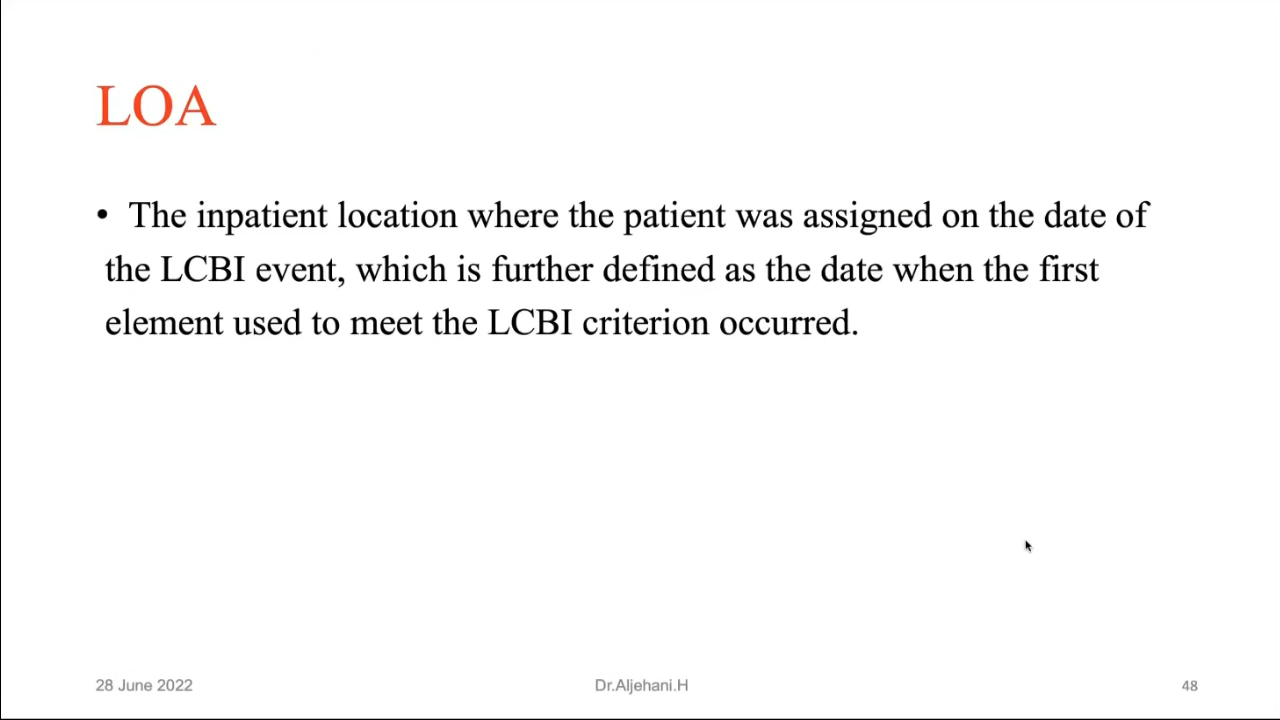 LOA
• The inpatient location where the patient was assigned on the date of
the LCBI event, which is further defined as the date when the first
element used to meet the LCBI criterion occurred.
28 June 2022
Dr.Aljehani.H
48